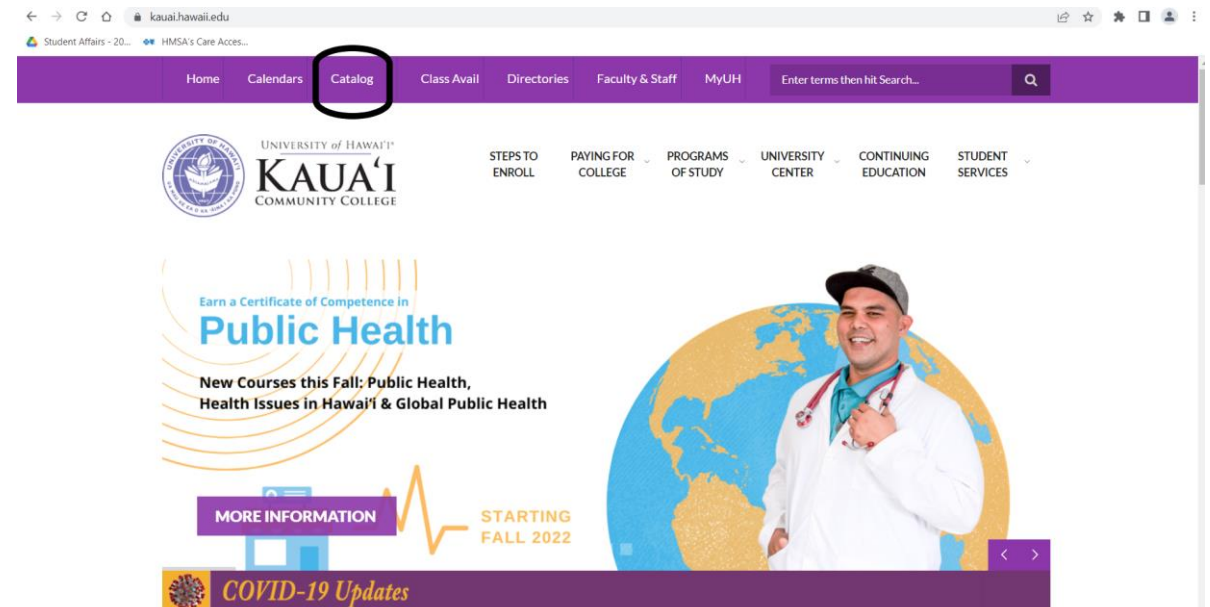 kauai.hawaii.edu
Student Affairs - 20... HMSA's Care Acces...
Home Calendars Catalog Class Avail Directories Faculty & Staff MyUH Enter terms then hit Search...
UNIVERSITY of HAWAIʻI®
KAUAʻI
COMMUNITY COLLEGE
STEPS TO
ENROLL
PAYING FOR
COLLEGE
PROGRAMS
OF STUDY
UNIVERSITY
CENTER
CONTINUING
EDUCATION
STUDENT
SERVICES
Earn a Certificate of Competence in
Public Health
New Courses this Fall: Public Health,
Health Issues in Hawai'i & Global Public Health
MORE INFORMATION
STARTING
FALL 2022
COVID-19 Updates